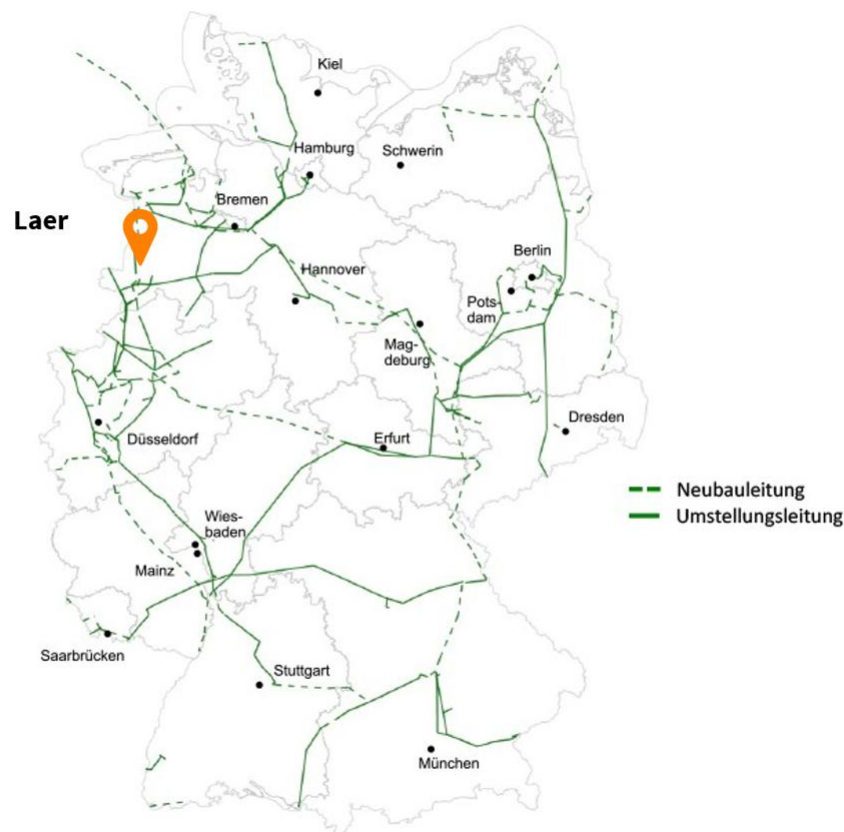 Kiel
Hamburg
Schwerin
Bremen
Laer
Berlin
Hannover
Pots-
dam
Mag-
deburg
Dresden
Düsseldorf
Erfurt
Neubauleitung
Umstellungsleitung
Wies-
baden
Mainz
Saarbrücken
Stuttgart
München